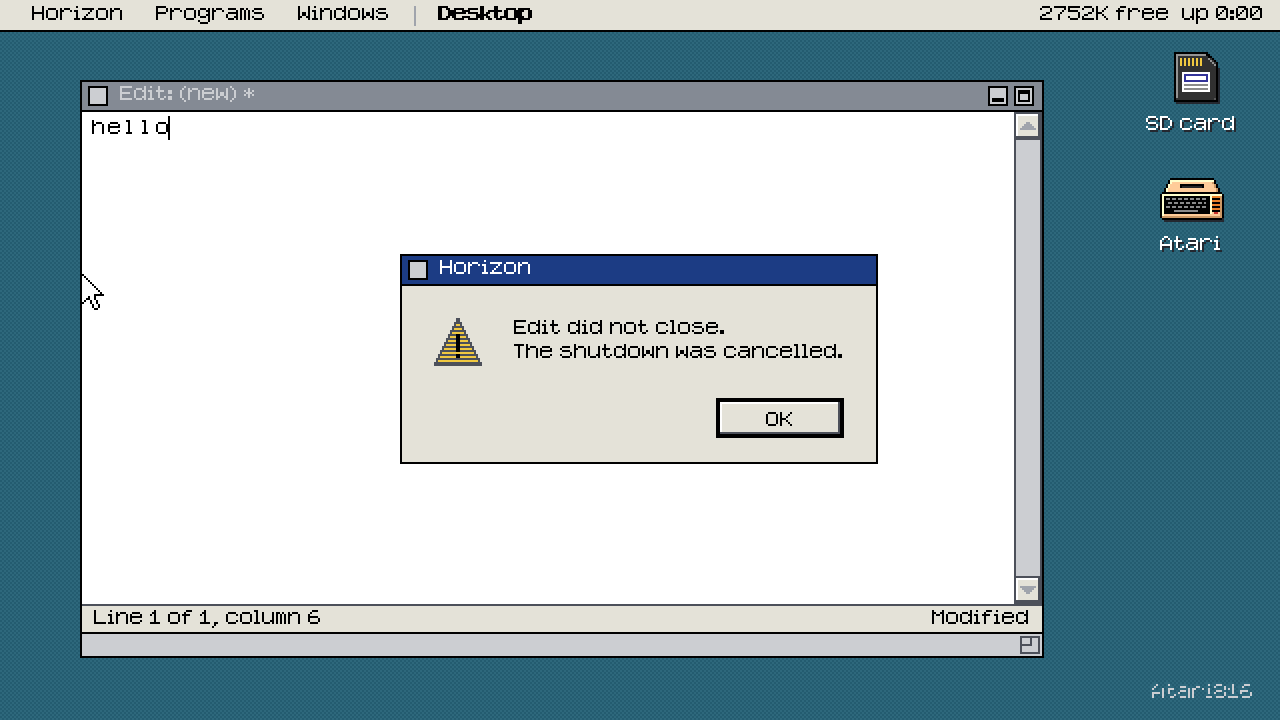 Horizon Programs Windows | Desktop 2752K free up 0:00
Edit: (new) *
hello
SD card
Atari
Horizon
Edit did not close.
The shutdown was cancelled.
OK
Line 1 of 1, column 6 Modified
Atari816